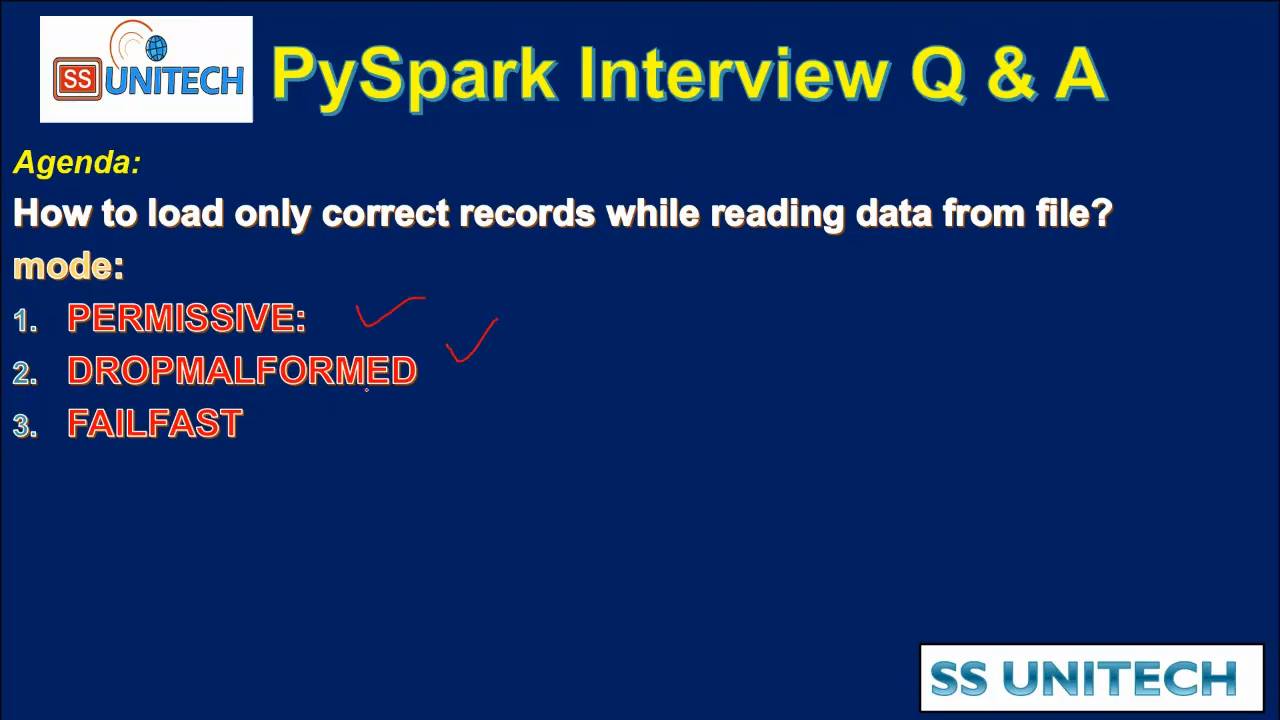 SS UNITECH
PySpark Interview Q & A
Agenda:
How to load only correct records while reading data from file?
mode:
1. PERMISSIVE:
2. DROPMALFORMED
3. FAILFAST
SS UNITECH